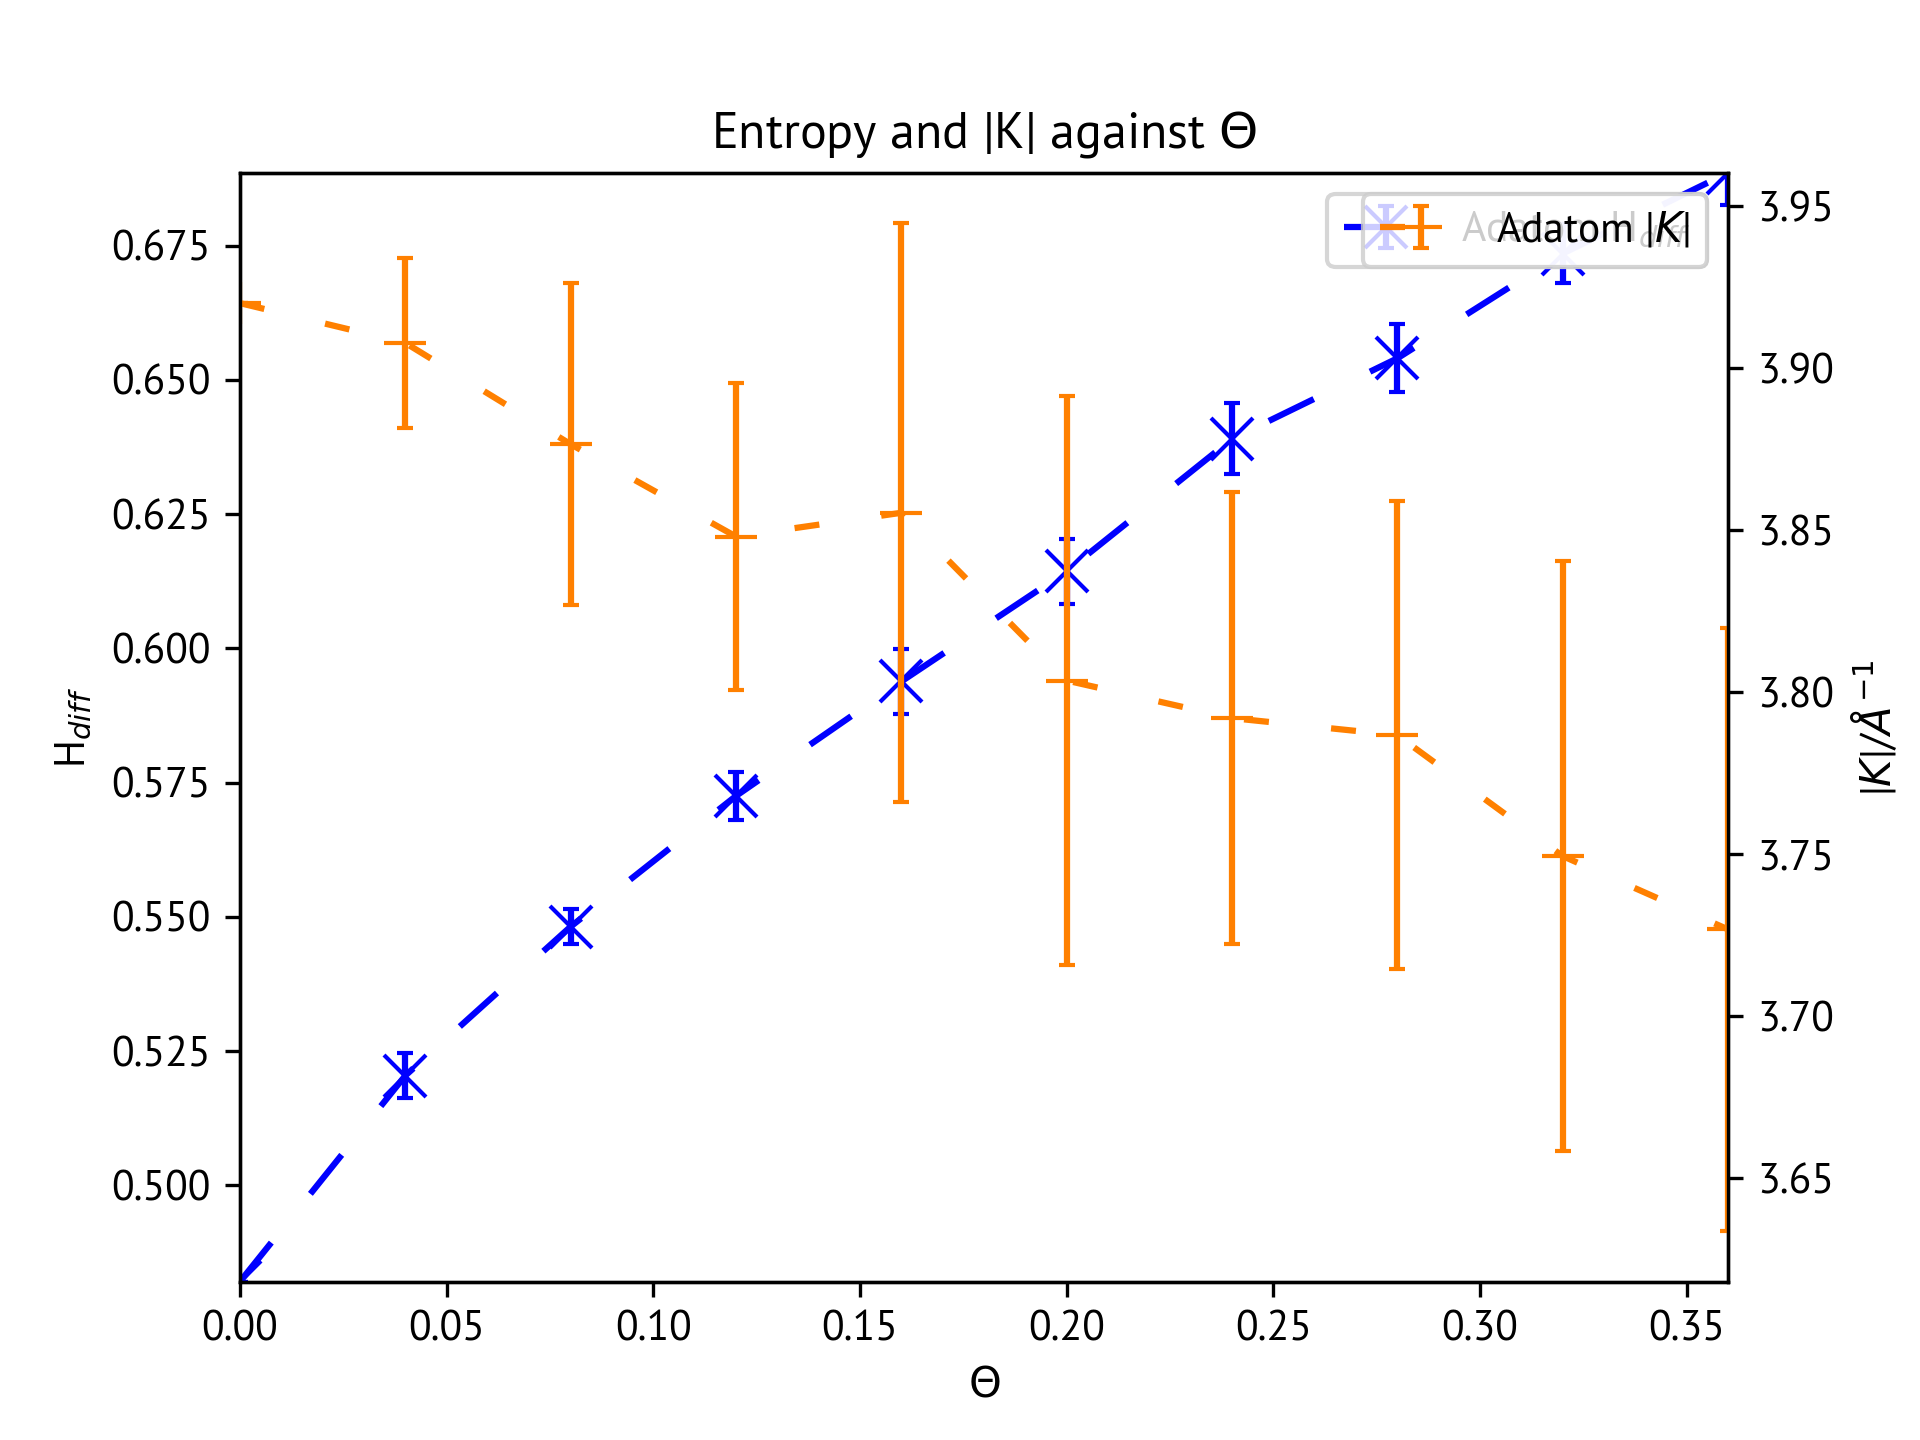 Entropy and |K| against Θ
Adatom H_diff
Adatom |K|
0.675
0.650
0.625
0.600
0.575
0.550
0.525
0.500
H_diff
3.95
3.90
3.85
3.80
3.75
3.70
3.65
|K|/Å⁻¹
0.00 0.05 0.10 0.15 0.20 0.25 0.30 0.35
Θ